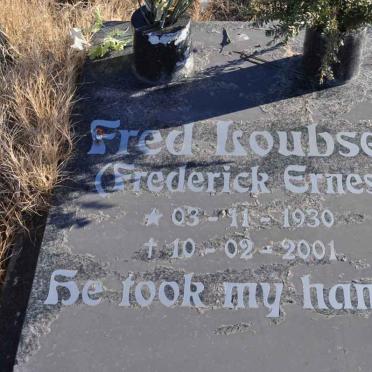 Fred Loubse
(Frederick Ernes
* 03 - 11 - 1930
† 10 - 02 - 2001
He took my han